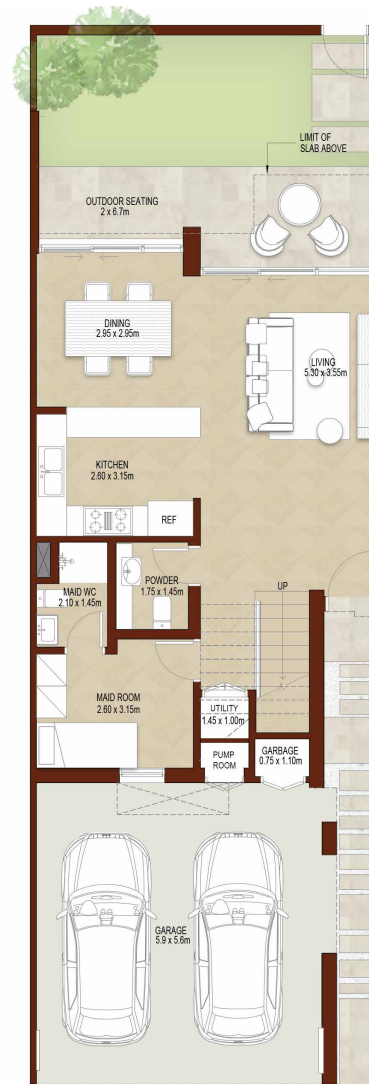 LIMIT OF
SLAB ABOVE
OUTDOOR SEATING
2 x 6.7m
DINING
2.95 x 2.95m
LIVING
5.30 x 3.55m
KITCHEN
2.60 x 3.15m
REF
MAID WC
2.10 x 1.45m
POWDER
1.75 x 1.45m
UP
MAID ROOM
2.60 x 3.15m
UTILITY
1.45 x 1.00m
PUMP
ROOM
GARBAGE
0.75 x 1.10m
GARAGE
5.9 x 5.6m